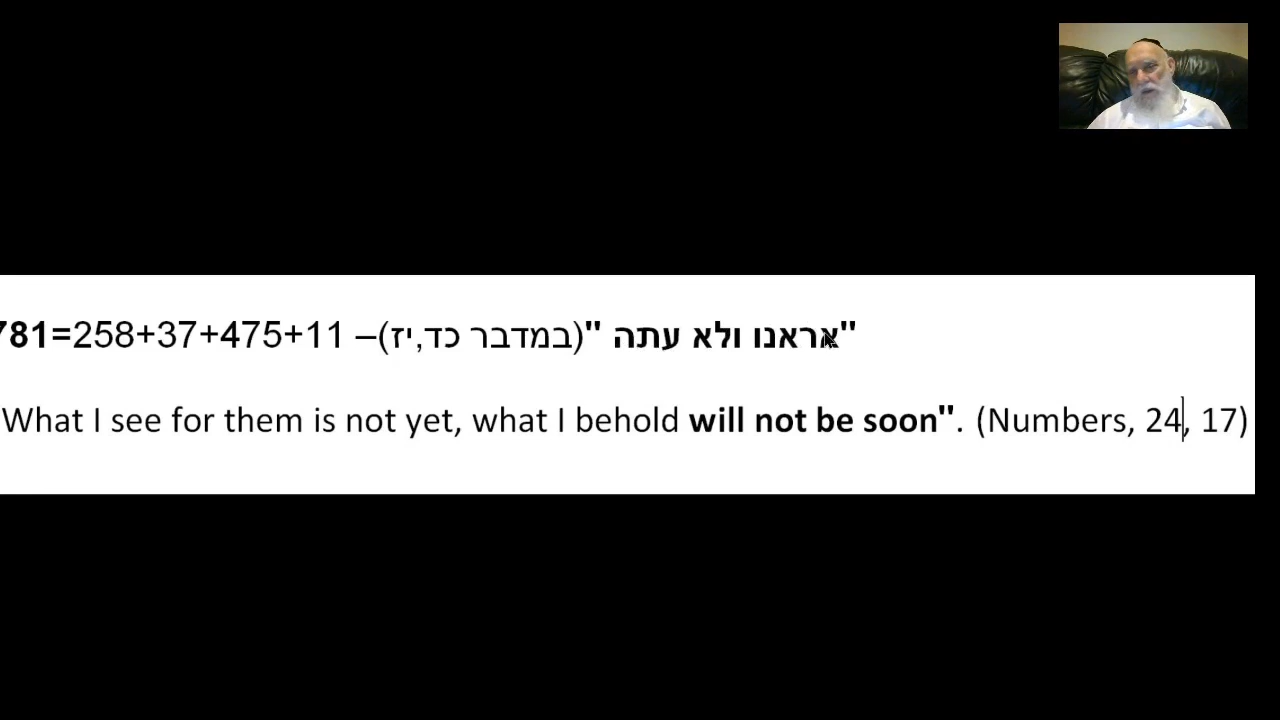 "אראנו ולא עתה "(במדבר כד,יז)– 781=258+37+475+11
What I see for them is not yet, what I behold will not be soon". (Numbers, 24, 17)